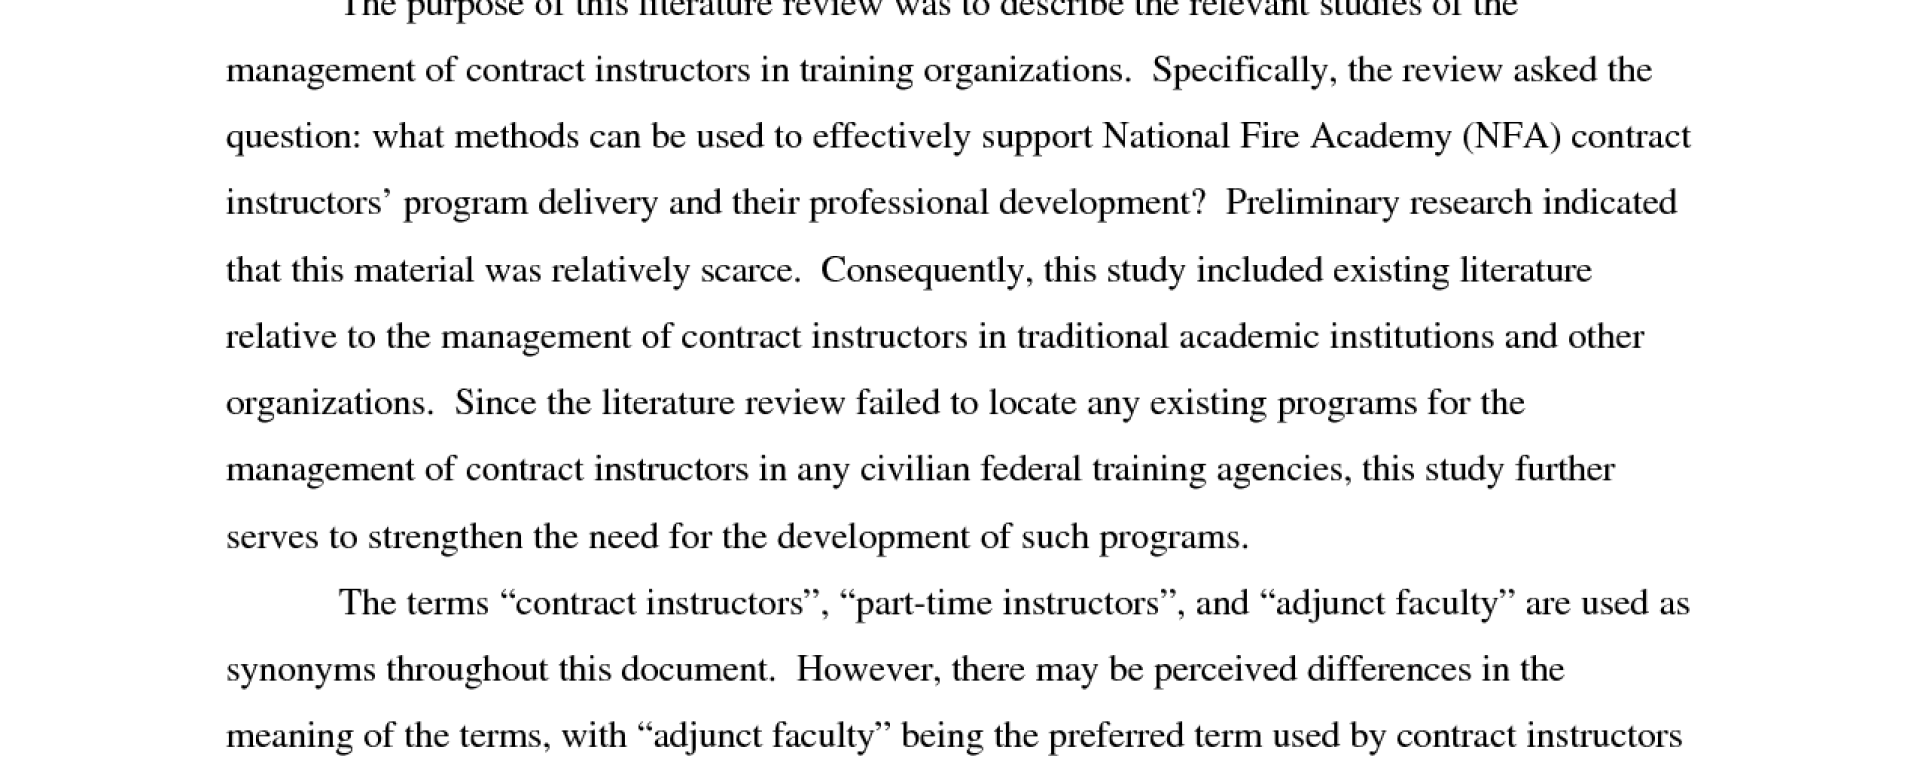 The purpose of this literature review was to describe the relevant studies of the
management of contract instructors in training organizations.  Specifically, the review asked the
question: what methods can be used to effectively support National Fire Academy (NFA) contract
instructors’ program delivery and their professional development?  Preliminary research indicated
that this material was relatively scarce.  Consequently, this study included existing literature
relative to the management of contract instructors in traditional academic institutions and other
organizations.  Since the literature review failed to locate any existing programs for the
management of contract instructors in any civilian federal training agencies, this study further
serves to strengthen the need for the development of such programs.
The terms “contract instructors”, “part-time instructors”, and “adjunct faculty” are used as
synonyms throughout this document.  However, there may be perceived differences in the
meaning of the terms, with “adjunct faculty” being the preferred term used by contract instructors